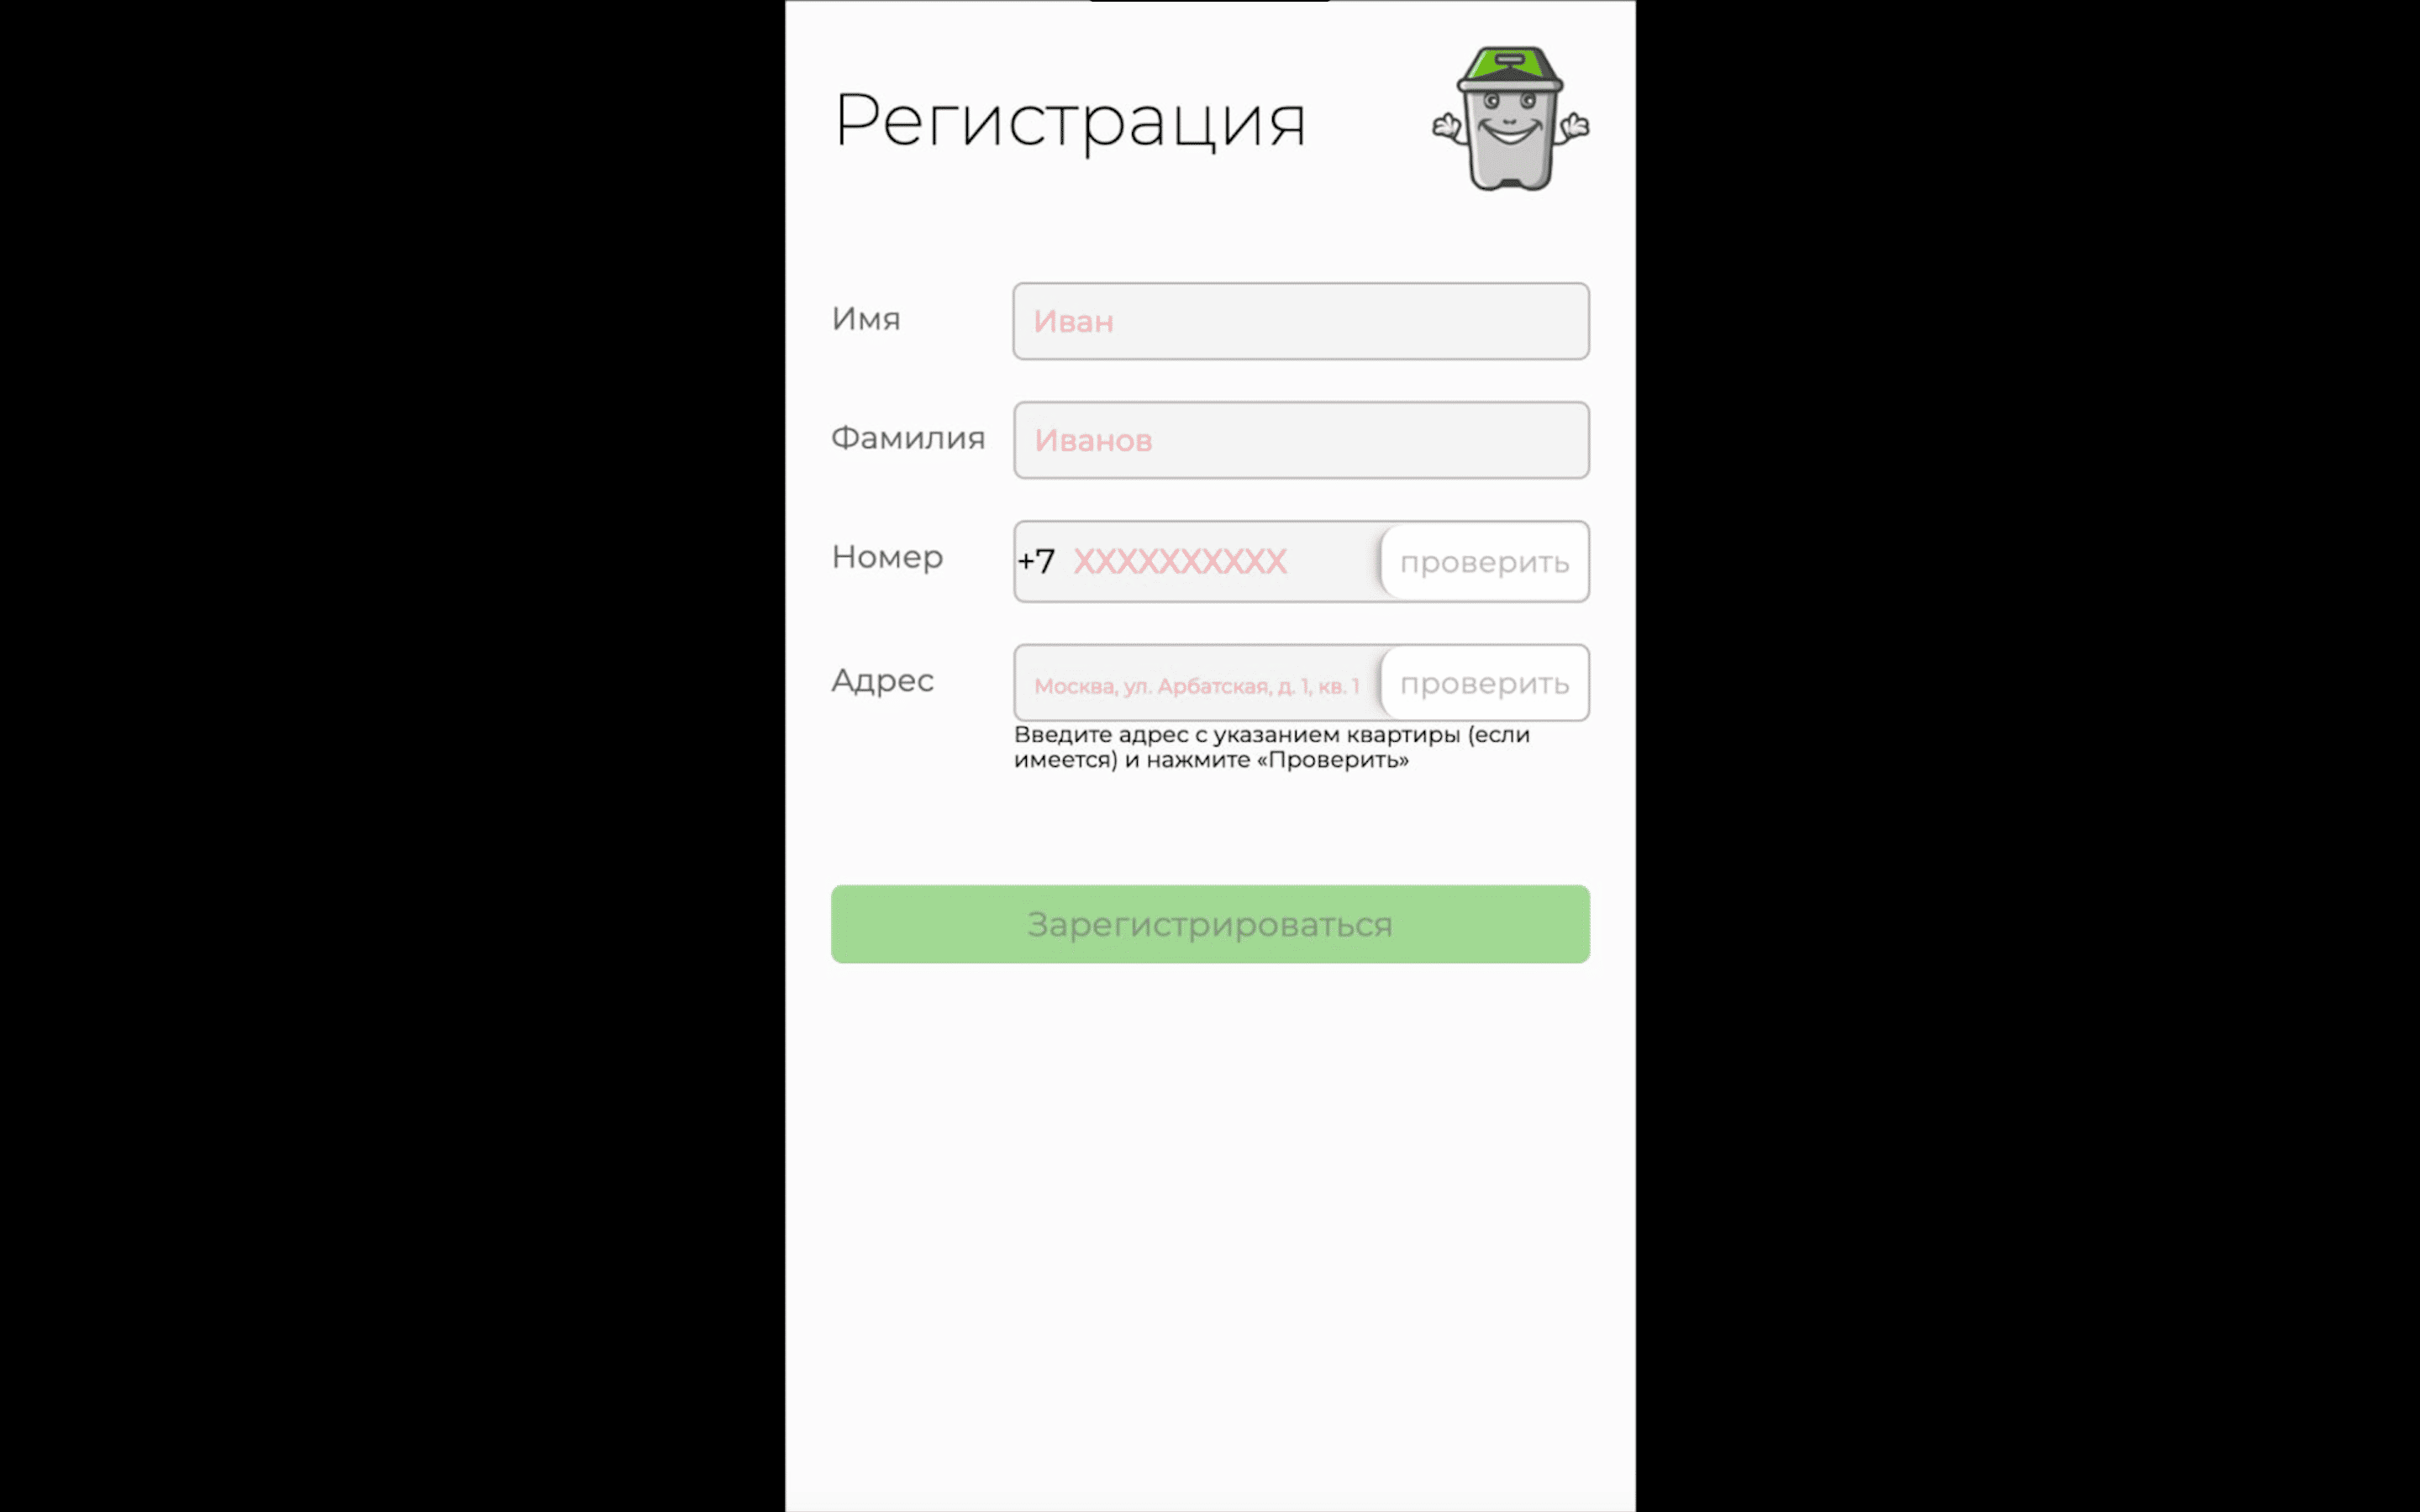 Регистрация
Имя
Иван
Фамилия
Иванов
Номер
+7 XXXXXXXXXX
проверить
Адрес
Москва, ул. Арбатская, д. 1, кв. 1
проверить
Введите адрес с указанием квартиры (если
имеется) и нажмите «Проверить»
Зарегистрироваться